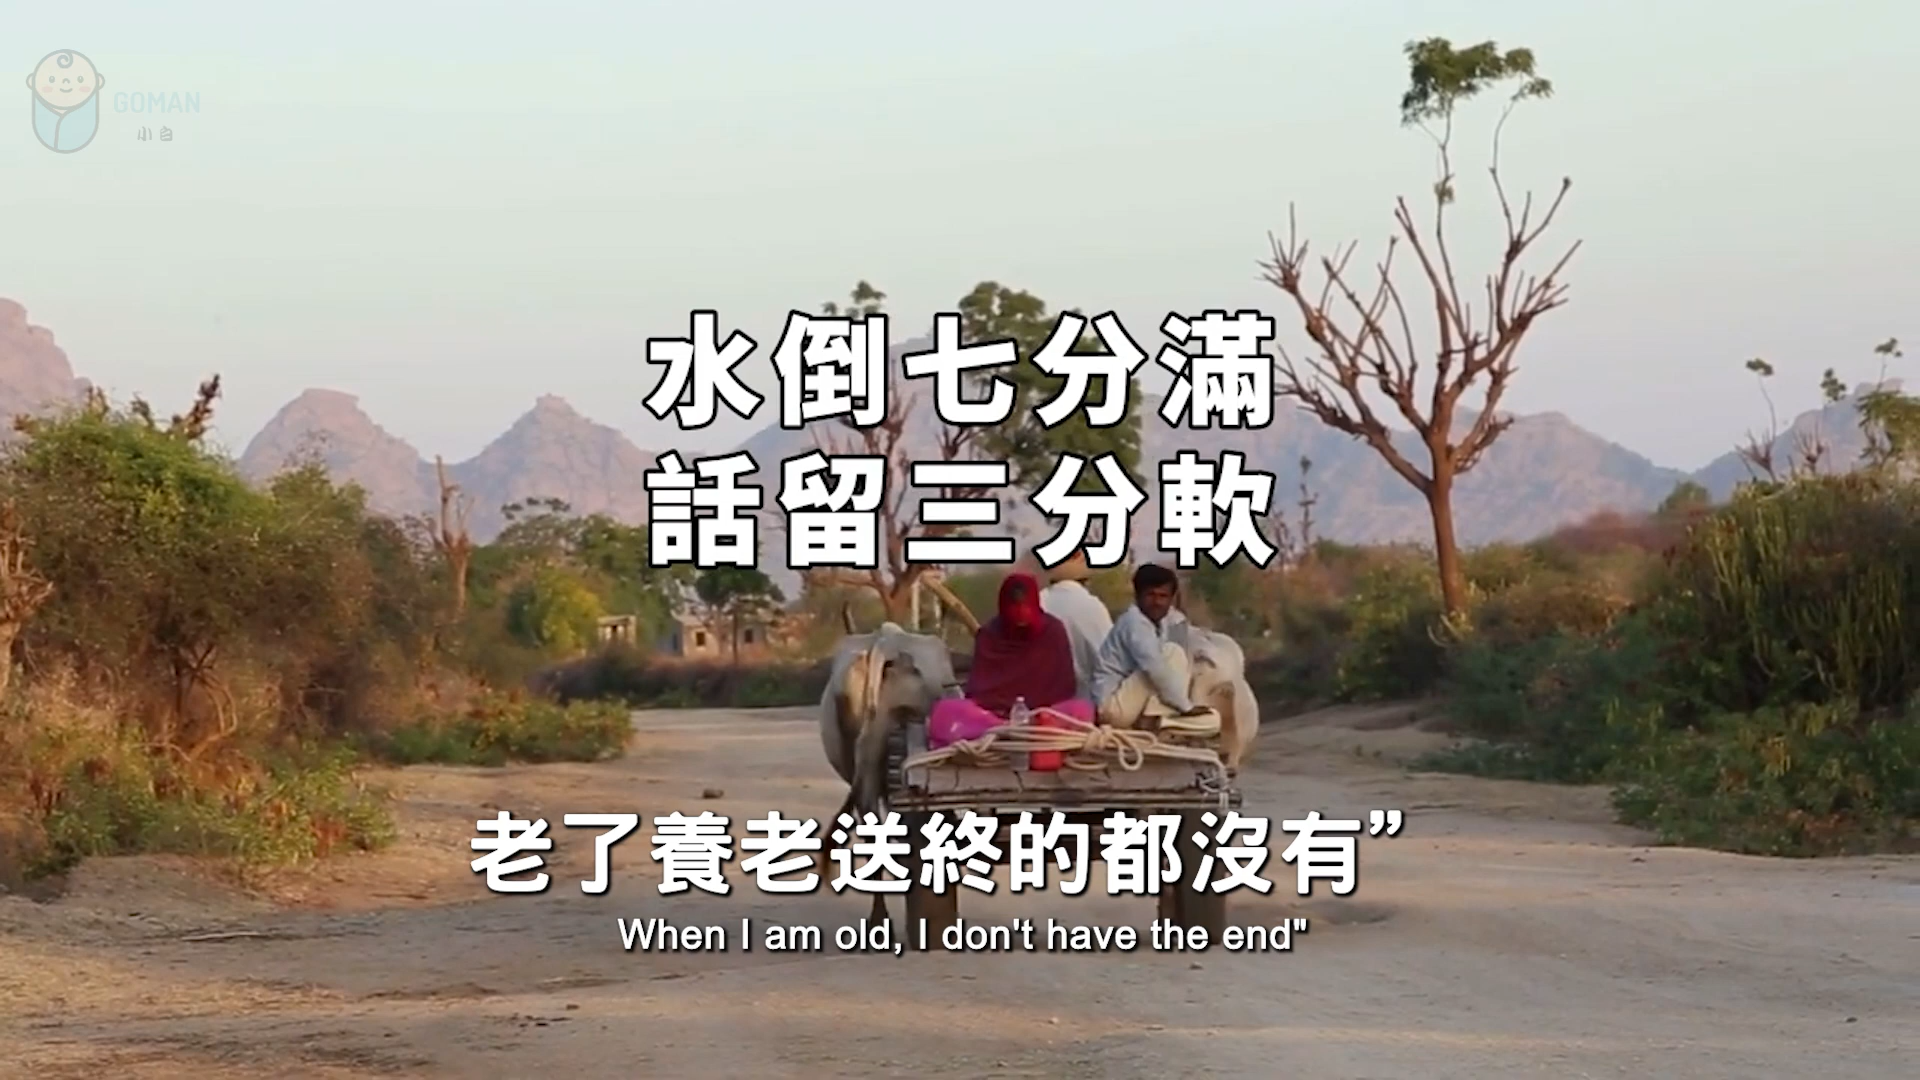 GOMAN
小白
水倒七分滿
話留三分軟
老了養老送終的都沒有”
When I am old, I don't have the end"